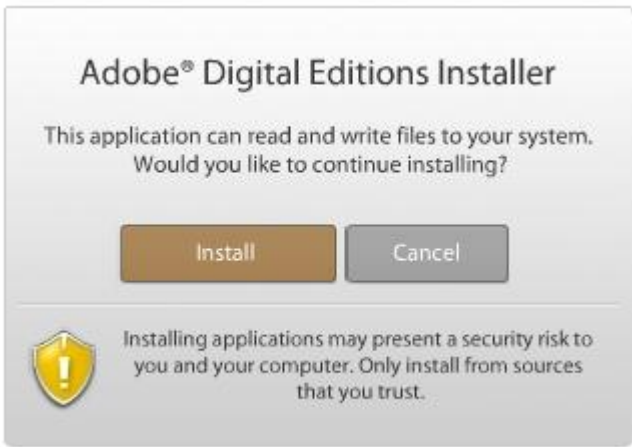 Adobe® Digital Editions Installer
This application can read and write files to your system.
Would you like to continue installing?
Install Cancel
Installing applications may present a security risk to
you and your computer. Only install from sources
that you trust.